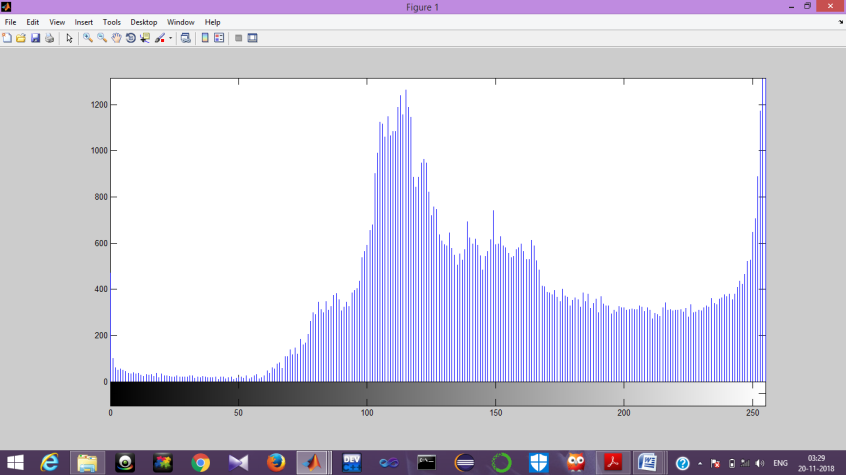 Figure 1
File Edit View Insert Tools Desktop Window Help
1200
1000
800
600
400
200
0
0 50 100 150 200 250
DEV
C:\.
W
? ENG 03:29
20-11-2018